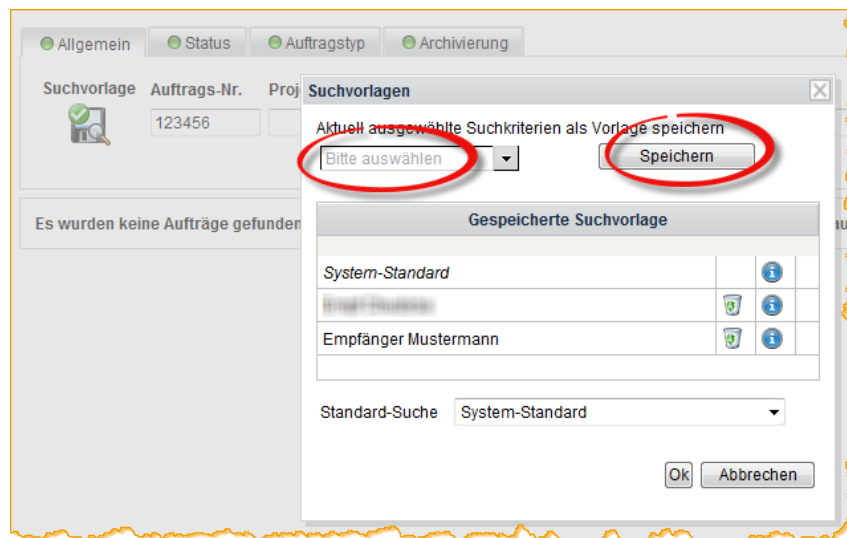 Allgemein Status Auftragstyp Archivierung
Suchvorlage Auftrags-Nr.
123456
Es wurden keine Aufträge gefunden
Suchvorlagen
Aktuell ausgewählte Suchkriterien als Vorlage speichern
Bitte auswählen Speichern
Gespeicherte Suchvorlage
System-Standard
Empfänger Mustermann
Standard-Suche System-Standard
Ok Abbrechen